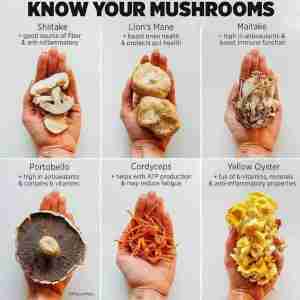 KNOW YOUR MUSHROOMS
Shiitake
+ good source of fiber
& anti-inflammatory
Lion's Mane
+ boost brain health
& protects gut health
Maitake
+ high in antioxidants &
boost immune function
Portobello
+ high in antioxidants
& contains b vitamins
Cordyceps
+ helps with ATP production
& may reduce fatigue
Yellow Oyster
+ full of b-vitamins, minerals
& anti-inflammatory properties